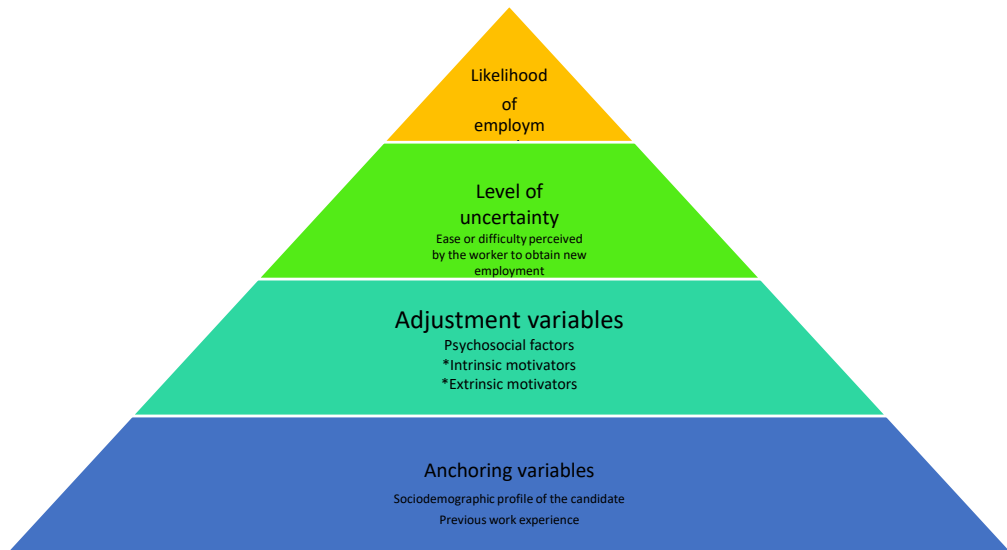 Likelihood
of
employm
Level of
uncertainty
Ease or difficulty perceived
by the worker to obtain new
employment
Adjustment variables
Psychosocial factors
*Intrinsic motivators
*Extrinsic motivators
Anchoring variables
Sociodemographic profile of the candidate
Previous work experience